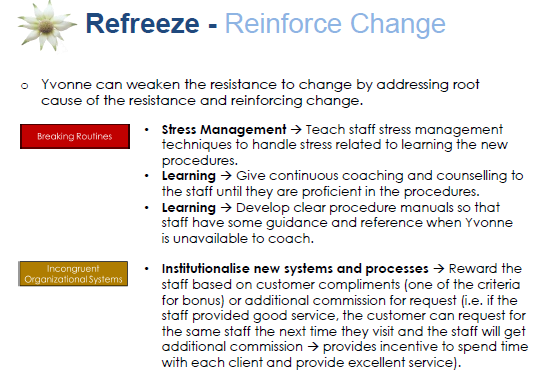 Refreeze - Reinforce Change
o Yvonne can weaken the resistance to change by addressing root
cause of the resistance and reinforcing change.
Breaking Routines
• Stress Management → Teach staff stress management
techniques to handle stress related to learning the new
procedures.
• Learning → Give continuous coaching and counselling to
the staff until they are proficient in the procedures.
• Learning → Develop clear procedure manuals so that
staff have some guidance and reference when Yvonne
is unavailable to coach.
Incongruent
Organizational Systems
• Institutionalise new systems and processes → Reward the
staff based on customer compliments (one of the criteria
for bonus) or additional commission for request (i.e. if the
staff provided good service, the customer can request for
the same staff the next time they visit and the staff will get
additional commission → provides incentive to spend time
with each client and provide excellent service).